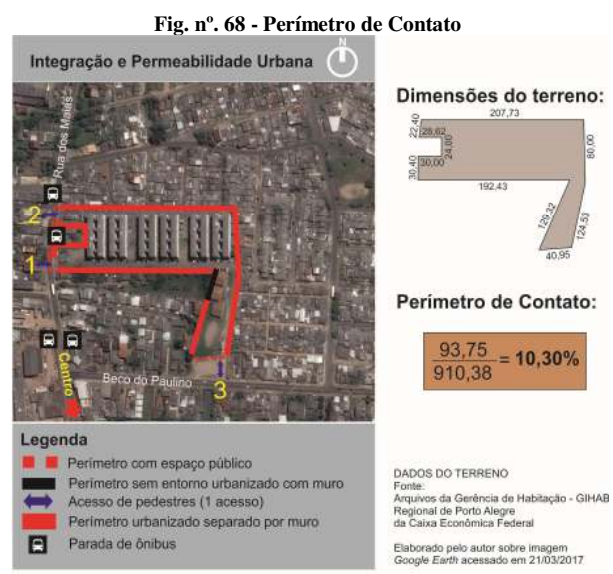 Fig. nº. 68 - Perímetro de Contato
Integração e Permeabilidade Urbana
N
Rua dos Maias
2
1
Centro
Beco do Paulino
3
Legenda
Perímetro com espaço público
Perímetro sem entorno urbanizado com muro
Acesso de pedestres (1 acesso)
Perímetro urbanizado separado por muro
Parada de ônibus
Dimensões do terreno:
207,73
22,40
28,62
24,00
30,00
30,40
80,00
192,43
129,32
124,53
40,95
Perímetro de Contato:
93,75
910,38
= 10,30%
DADOS DO TERRENO
Fonte:
Arquivos da Gerência de Habitação - GIHAB
Regional de Porto Alegre
da Caixa Econômica Federal
Elaborado pelo autor sobre imagem
Google Earth acessado em 21/03/2017